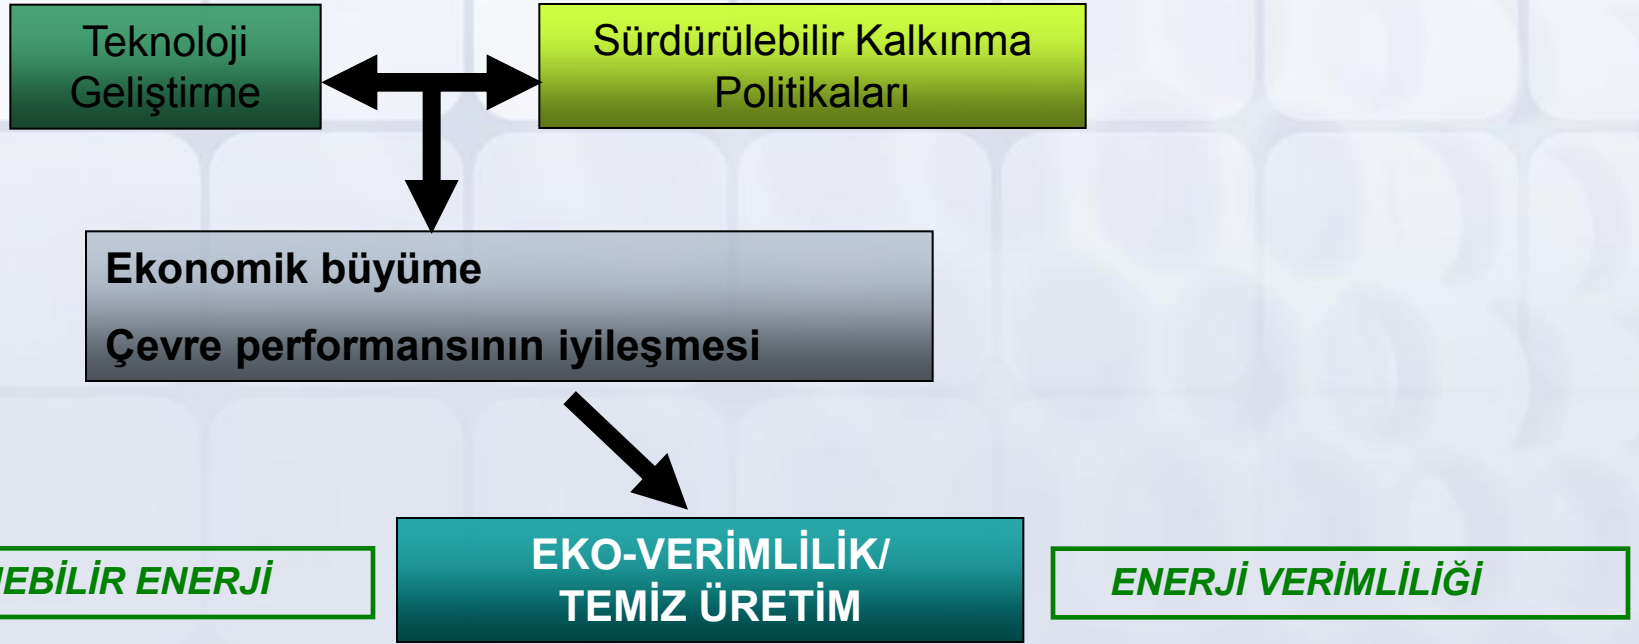 Teknoloji
Geliştirme
Sürdürülebilir Kalkınma
Politikaları
Ekonomik büyüme
Çevre performansının iyileşmesi
ENERJİ
EKO-VERİMLİLİK/
TEMİZ ÜRETİM
ENERJİ VERİMLİLİĞİ